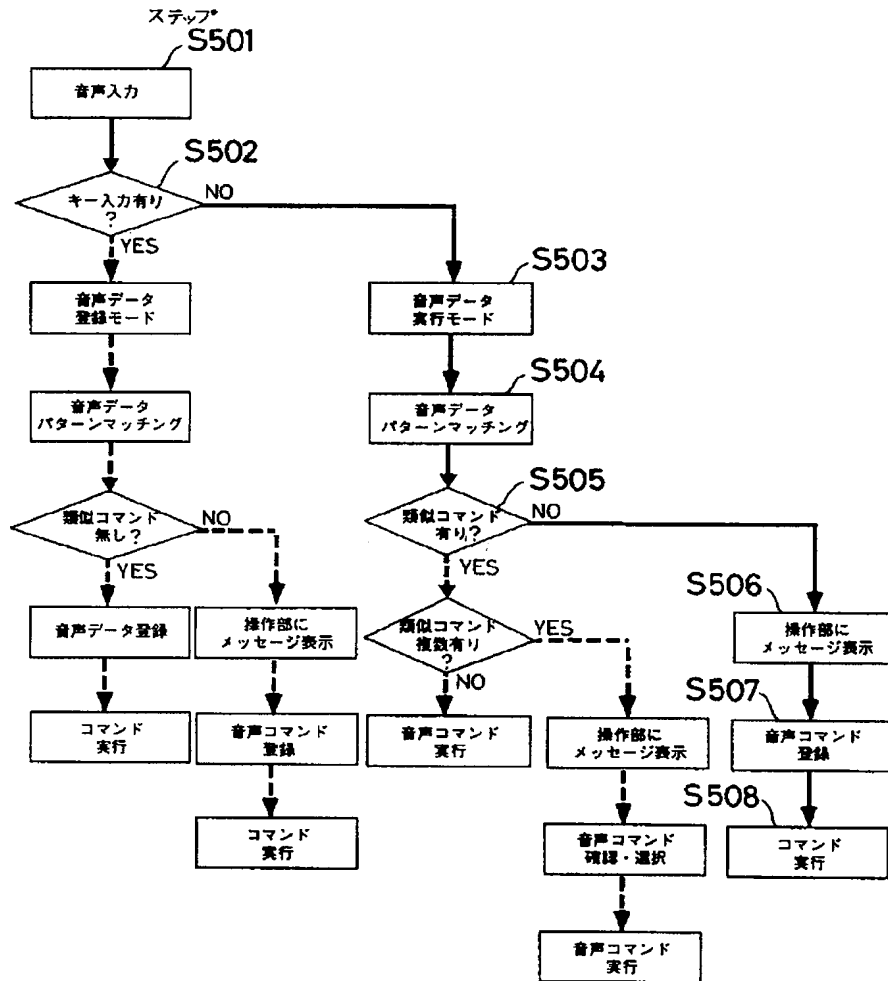 ステップ
S501
音声入力
S502
キー入力有り
?
NO
YES
S503
音声データ
登録モード
音声データ
実行モード
S504
音声データ
パターンマッチング
音声データ
パターンマッチング
S505
類似コマンド
無し?
NO
YES
類似コマンド
有り?
NO
YES
S506
音声データ登録
操作部に
メッセージ表示
類似コマンド
複数有り
?
YES
NO
操作部に
メッセージ表示
S507
コマンド
実行
音声コマンド
登録
音声コマンド
実行
操作部に
メッセージ表示
音声コマンド
登録
S508
コマンド
実行
音声コマンド
確認・選択
コマンド
実行
音声コマンド
実行